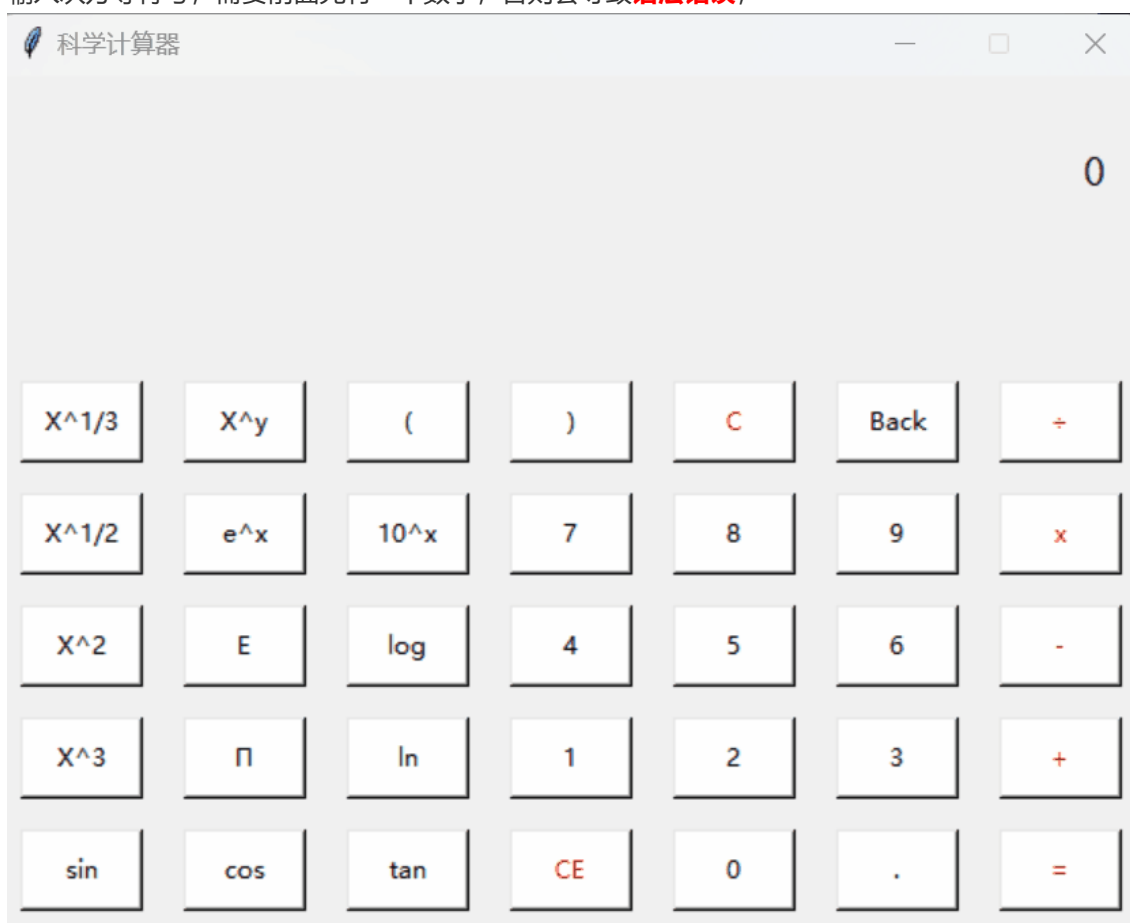 科学计算器
0
X^1/3 X^y ( ) C Back ÷
X^1/2 e^x 10^x 7 8 9 x
X^2 E log 4 5 6 -
X^3 Π ln 1 2 3 +
sin cos tan CE 0 . =